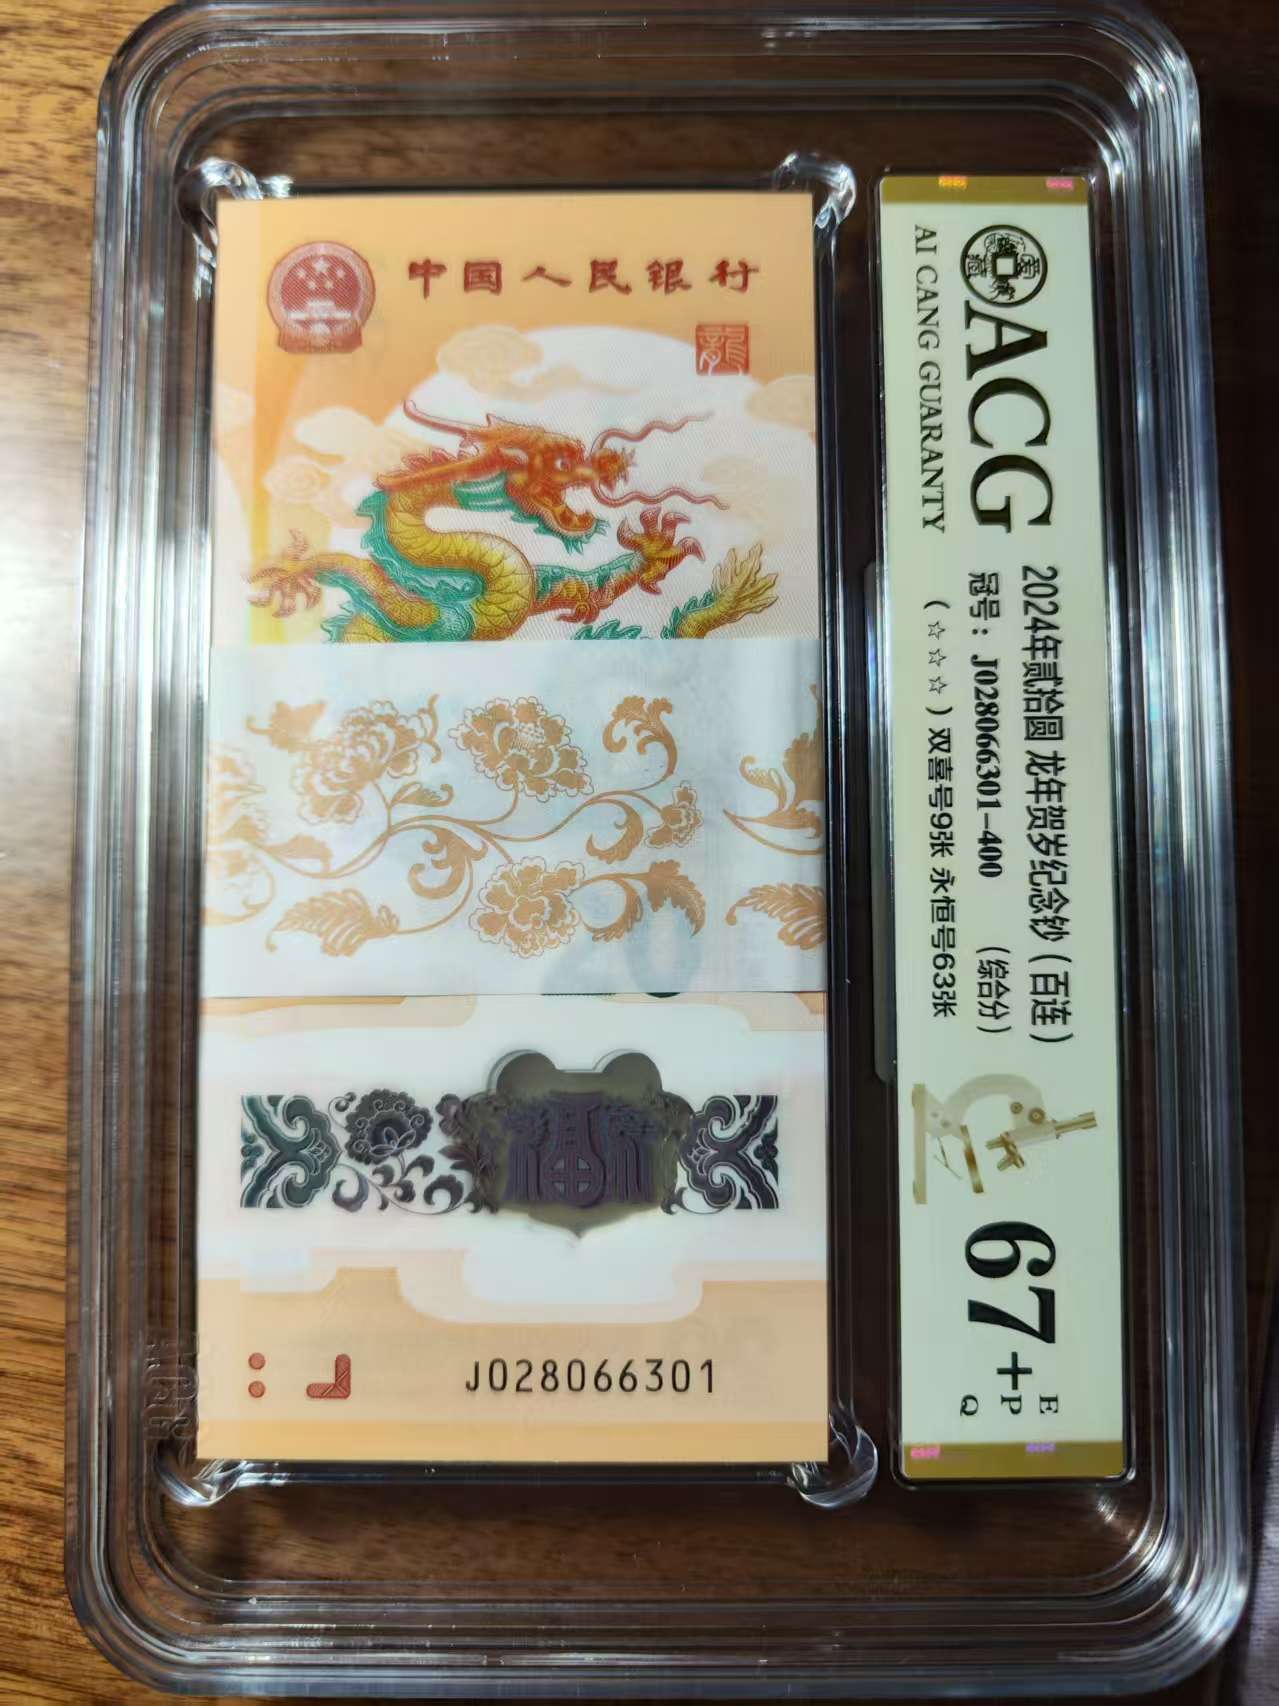 中国人民银行
龍
福
20
J028066301
ACG
AI CANG GUARANTY
2024年贰拾圆 龙年贺岁纪念钞（百连）
冠号：J028066301-400 （综合分）
（☆☆☆）双喜号9张 永恒号63张
67+
E
P
Q